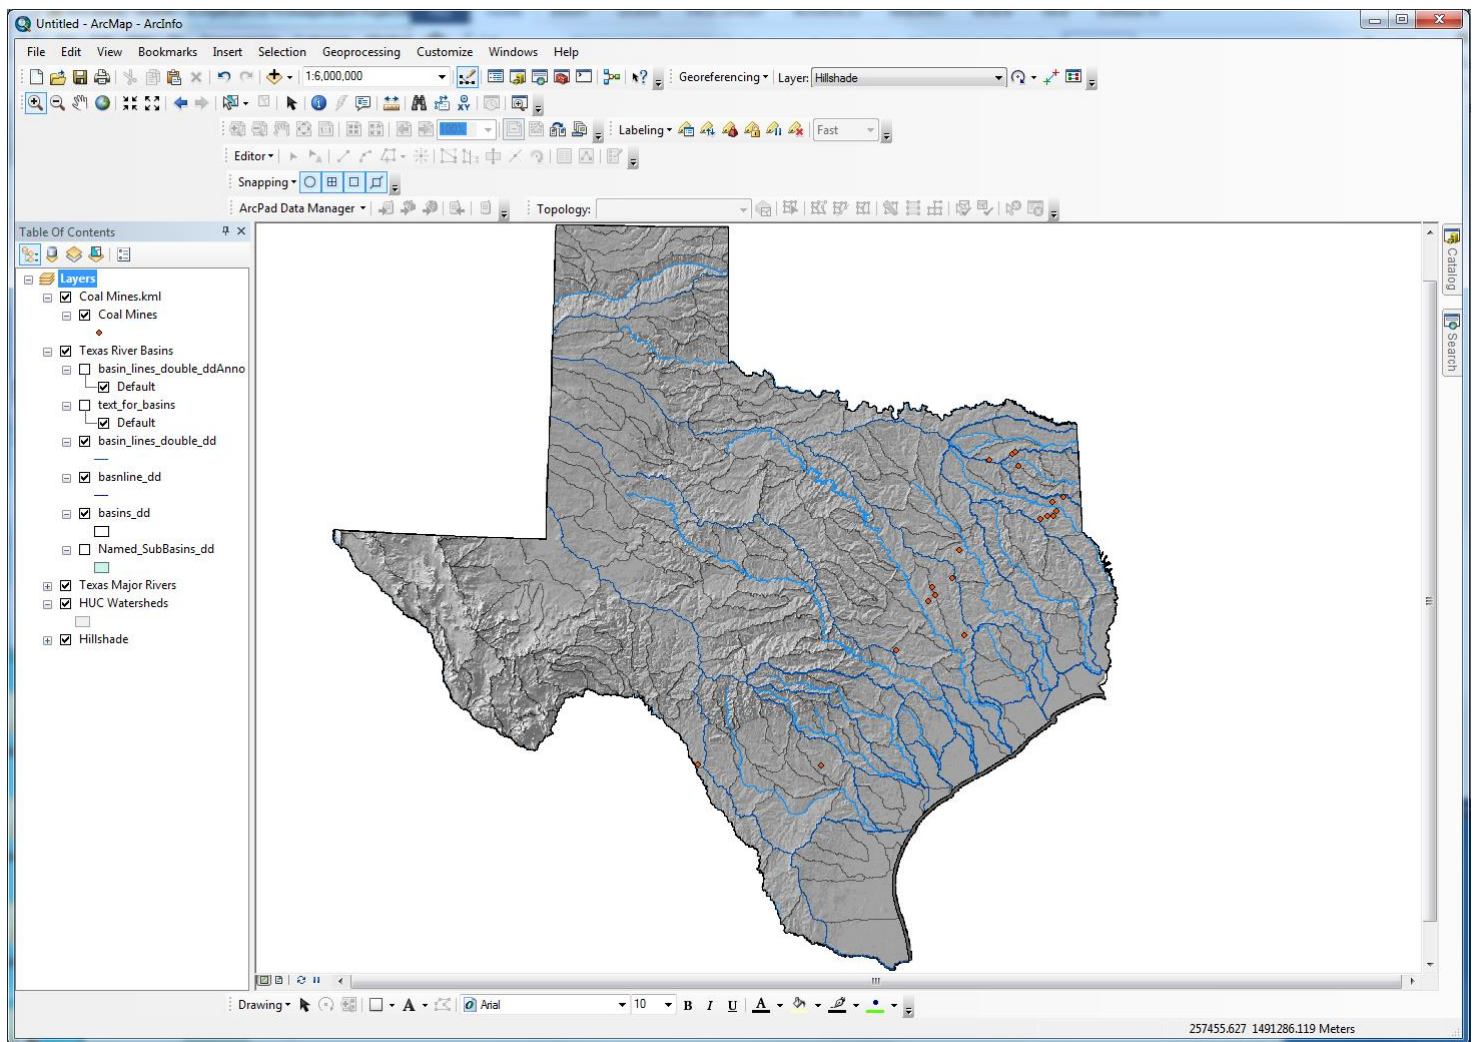 Untitled - ArcMap - ArcInfo
File Edit View Bookmarks Insert Selection Geoprocessing Customize Windows Help
1:6,000,000 Georeferencing Layer: Hillshade
100% Labeling Fast
Editor
Snapping
ArcPad Data Manager Topology:
Table Of Contents
Layers
Coal Mines.kml
Coal Mines
Texas River Basins
basin_lines_double_ddAnno
Default
text_for_basins
Default
basin_lines_double_dd
basnline_dd
basins_dd
Named_SubBasins_dd
Texas Major Rivers
HUC Watersheds
Hillshade
Catalog
Search
Drawing A Arial 10 B I U A
257455.627 1491286.119 Meters